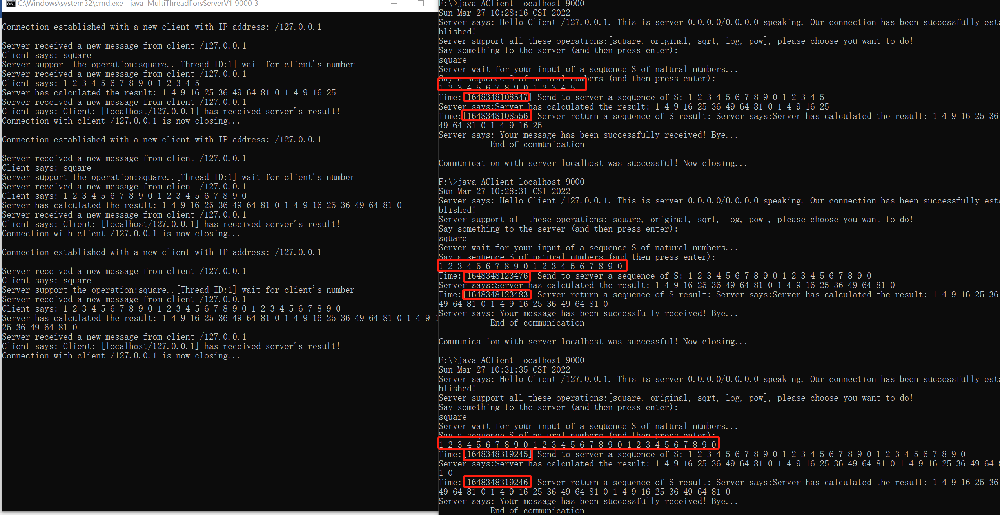 C:\Windows\system32\cmd.exe - java  MultiThreadForsServerV1 9000 3
Connection established with a new client with IP address: /127.0.0.1
Server received a new message from client /127.0.0.1
Client says: square
Server support the operation:square..[Thread ID:1] wait for client's number
Server received a new message from client /127.0.0.1
Client says: 1 2 3 4 5 6 7 8 9 0 1 2 3 4 5
Server has calculated the result: 1 4 9 16 25 36 49 64 81 0 1 4 9 16 25
Server received a new message from client /127.0.0.1
Client says: Client: [localhost/127.0.0.1] has received server's result!
Connection with client /127.0.0.1 is now closing...
Connection established with a new client with IP address: /127.0.0.1
Server received a new message from client /127.0.0.1
Client says: square
Server support the operation:square..[Thread ID:1] wait for client's number
Server received a new message from client /127.0.0.1
Client says: 1 2 3 4 5 6 7 8 9 0 1 2 3 4 5 6 7 8 9 0
Server has calculated the result: 1 4 9 16 25 36 49 64 81 0 1 4 9 16 25 36 49 64 81 0
Server received a new message from client /127.0.0.1
Client says: Client: [localhost/127.0.0.1] has received server's result!
Connection with client /127.0.0.1 is now closing...
Connection established with a new client with IP address: /127.0.0.1
Server received a new message from client /127.0.0.1
Client says: square
Server support the operation:square..[Thread ID:1] wait for client's number
Server received a new message from client /127.0.0.1
Client says: 1 2 3 4 5 6 7 8 9 0 1 2 3 4 5 6 7 8 9 0 1 2 3 4 5 6 7 8 9 0
Server has calculated the result: 1 4 9 16 25 36 49 64 81 0 1 4 9 16 25 36 49 64 81 0 1 4 9 1
25 36 49 64 81 0
Server received a new message from client /127.0.0.1
Client says: Client: [localhost/127.0.0.1] has received server's result!
Connection with client /127.0.0.1 is now closing...
F:\>java AClient localhost 9000
Sun Mar 27 10:28:16 CST 2022
Server says: Hello Client /127.0.0.1. This is server 0.0.0.0/0.0.0.0 speaking. Our connection has been successfully esta
blished!
Server support all these operations:[square, original, sqrt, log, pow], please choose you want to do!
Say something to the server (and then press enter):
square
Server wait for your input of a sequence S of natural numbers...
Say a sequence S of natural numbers (and then press enter):
1 2 3 4 5 6 7 8 9 0 1 2 3 4 5
Time:[1648348108547] Send to server a sequence of S: 1 2 3 4 5 6 7 8 9 0 1 2 3 4 5
Server says:Server has calculated the result: 1 4 9 16 25 36 49 64 81 0 1 4 9 16 25
Time:[1648348108556] Server return a sequence of S result: Server says:Server has calculated the result: 1 4 9 16 25 36
49 64 81 0 1 4 9 16 25
Server says: Your message has been successfully received! Bye...
-----------End of communication-----------
Communication with server localhost was successful! Now closing...
F:\>java AClient localhost 9000
Sun Mar 27 10:28:31 CST 2022
Server says: Hello Client /127.0.0.1. This is server 0.0.0.0/0.0.0.0 speaking. Our connection has been successfully esta
blished!
Server support all these operations:[square, original, sqrt, log, pow], please choose you want to do!
Say something to the server (and then press enter):
square
Server wait for your input of a sequence S of natural numbers...
Say a sequence S of natural numbers (and then press enter):
1 2 3 4 5 6 7 8 9 0 1 2 3 4 5 6 7 8 9 0
Time:[1648348123476] Send to server a sequence of S: 1 2 3 4 5 6 7 8 9 0 1 2 3 4 5 6 7 8 9 0
Server says:Server has calculated the result: 1 4 9 16 25 36 49 64 81 0 1 4 9 16 25 36 49 64 81 0
Time:[1648348123483] Server return a sequence of S result: Server says:Server has calculated the result: 1 4 9 16 25 36
49 64 81 0 1 4 9 16 25 36 49 64 81 0
Server says: Your message has been successfully received! Bye...
-----------End of communication-----------
Communication with server localhost was successful! Now closing...
F:\>java AClient localhost 9000
Sun Mar 27 10:31:35 CST 2022
Server says: Hello Client /127.0.0.1. This is server 0.0.0.0/0.0.0.0 speaking. Our connection has been successfully esta
blished!
Server support all these operations:[square, original, sqrt, log, pow], please choose you want to do!
Say something to the server (and then press enter):
square
Server wait for your input of a sequence S of natural numbers...
Say a sequence S of natural numbers (and then press enter):
1 2 3 4 5 6 7 8 9 0 1 2 3 4 5 6 7 8 9 0 1 2 3 4 5 6 7 8 9 0
Time:[1648348319245] Send to server a sequence of S: 1 2 3 4 5 6 7 8 9 0 1 2 3 4 5 6 7 8 9 0 1 2 3 4 5 6 7 8 9 0
Server says:Server has calculated the result: 1 4 9 16 25 36 49 64 81 0 1 4 9 16 25 36 49 64 81 0 1 4 9 16 25 36 49 64 8
1 0
Time:[1648348319246] Server return a sequence of S result: Server says:Server has calculated the result: 1 4 9 16 25 36
49 64 81 0 1 4 9 16 25 36 49 64 81 0 1 4 9 16 25 36 49 64 81 0
Server says: Your message has been successfully received! Bye...
-----------End of communication-----------